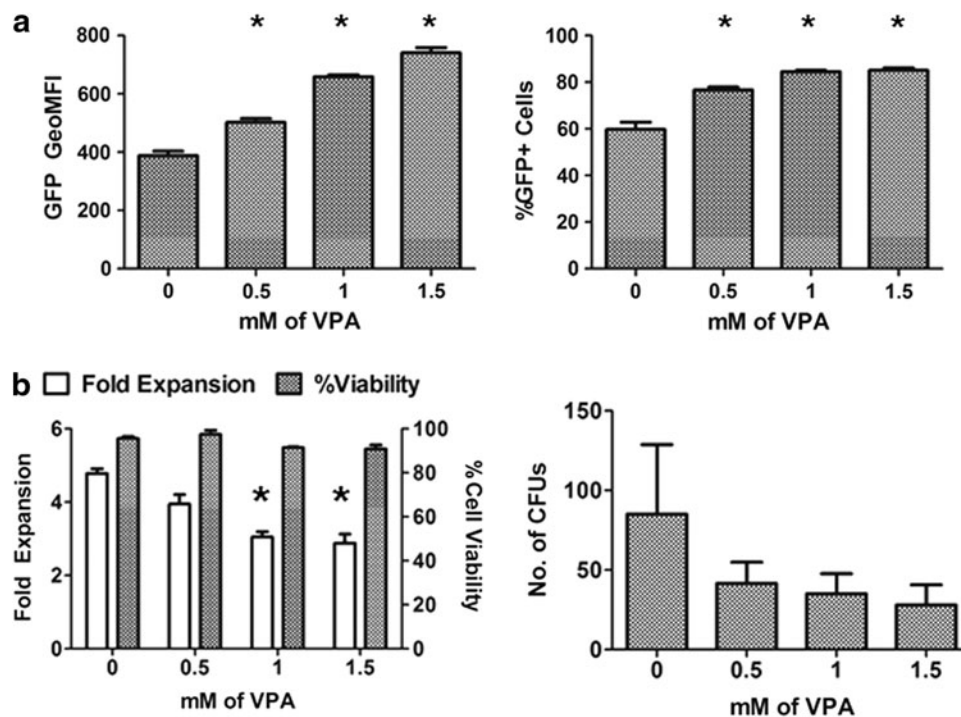 a
* * *
800
600
400
200
0
GFP GeoMFI
0 0.5 1 1.5
mM of VPA
* * *
100
80
60
40
20
0
%GFP+ Cells
0 0.5 1 1.5
mM of VPA
b
Fold Expansion %Viability
6
4
2
0
Fold Expansion
* *
100
80
60
40
20
0
% Cell Viability
0 0.5 1 1.5
mM of VPA
150
100
50
0
No. of CFUs
0 0.5 1 1.5
mM of VPA